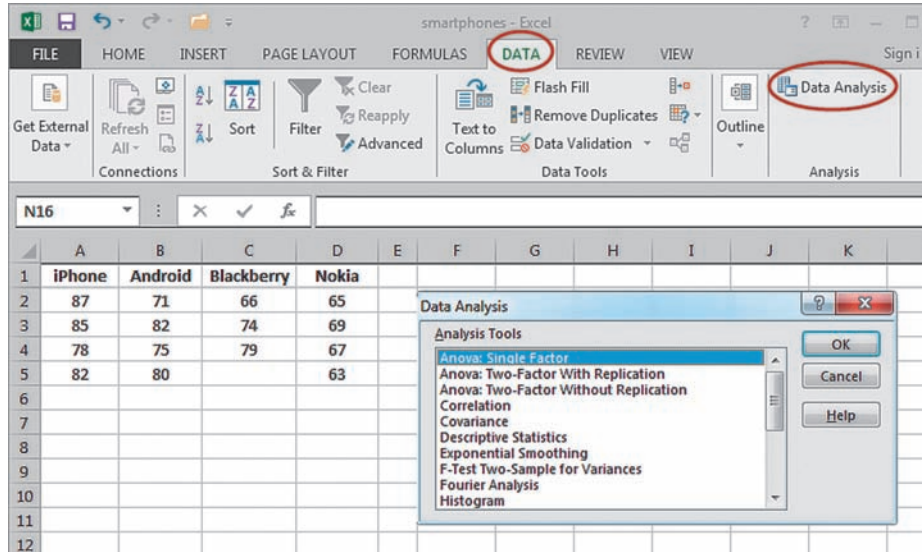 smartphones - Excel
FILE HOME INSERT PAGE LAYOUT FORMULAS DATA REVIEW VIEW Sign i
Get External Data
Refresh All
Connections
Sort
Filter
Clear
Reapply
Advanced
Sort & Filter
Text to Columns
Flash Fill
Remove Duplicates
Data Validation
Data Tools
Outline
Data Analysis
Analysis
N16 fx
A B C D E F G H I J K
1 iPhone Android Blackberry Nokia
2 87 71 66 65
3 85 82 74 69
4 78 75 79 67
5 82 80 63
6
7
8
9
10
11
12
Data Analysis
Analysis Tools
Anova: Single Factor
Anova: Two-Factor With Replication
Anova: Two-Factor Without Replication
Correlation
Covariance
Descriptive Statistics
Exponential Smoothing
F-Test Two-Sample for Variances
Fourier Analysis
Histogram
OK
Cancel
Help